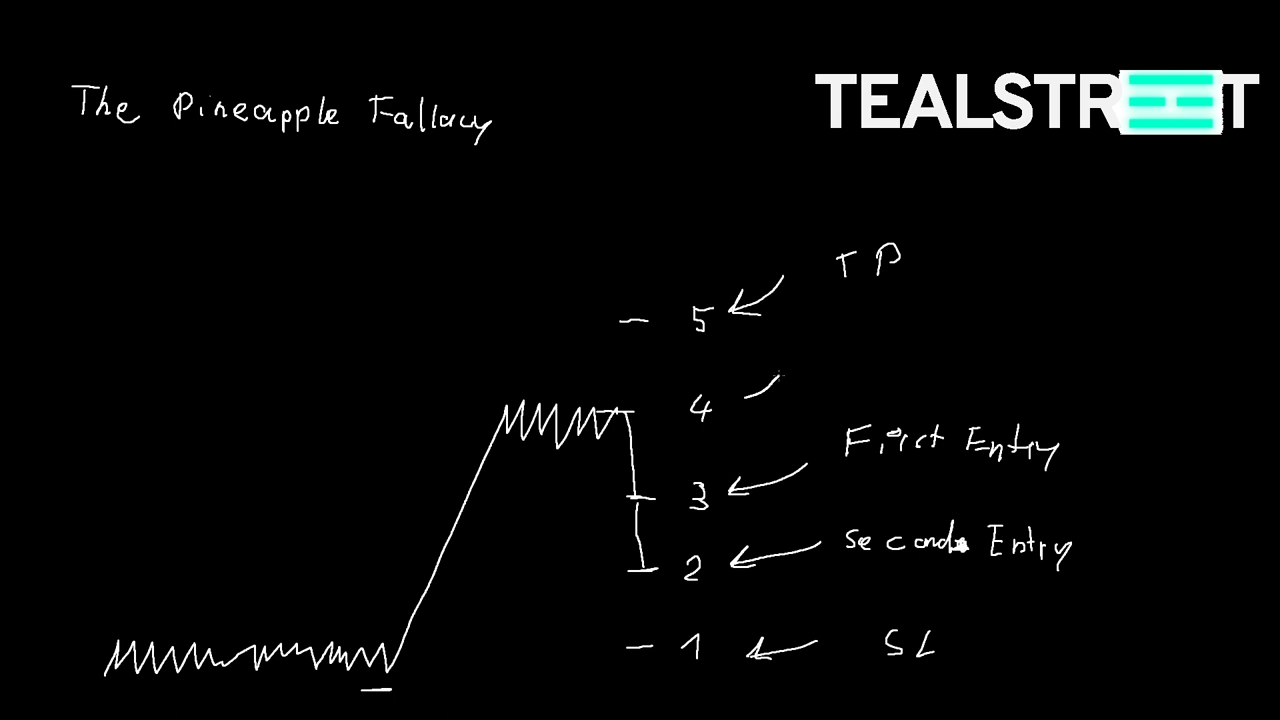 The Pineapple Fallacy
TEALSTREET
TP
5
4
First Entry
3
Second Entry
2
1
SL